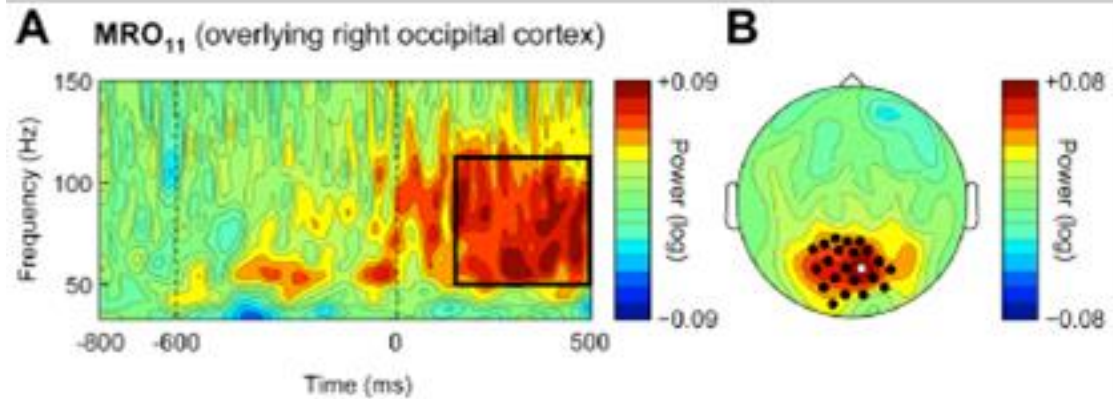 A MRO11 (overlying right occipital cortex)
150
100
50
Frequency (Hz)
-800 -600 0 500
Time (ms)
+0.09
Power (log)
−0.09
B
+0.08
Power (log)
−0.08